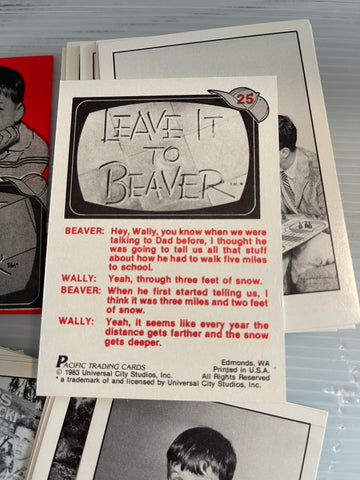 25
LEAVE IT
TO
BEAVER™*
BEAVER: Hey, Wally, you know when we were
talking to Dad before, I thought he
was going to tell us all that stuff
about how he had to walk five miles
to school.
WALLY: Yeah, through three feet of snow.
BEAVER: When he first started telling us, I
think it was three miles and two feet
of snow.
WALLY: Yeah, it seems like every year the
distance gets farther and the snow
gets deeper.
PACIFIC TRADING CARDS
© 1983 Universal City Studios, Inc.
* a trademark of and licensed by Universal City Studios, Inc.
Edmonds, WA
Printed in U.S.A.
All Rights Reserved
TM*